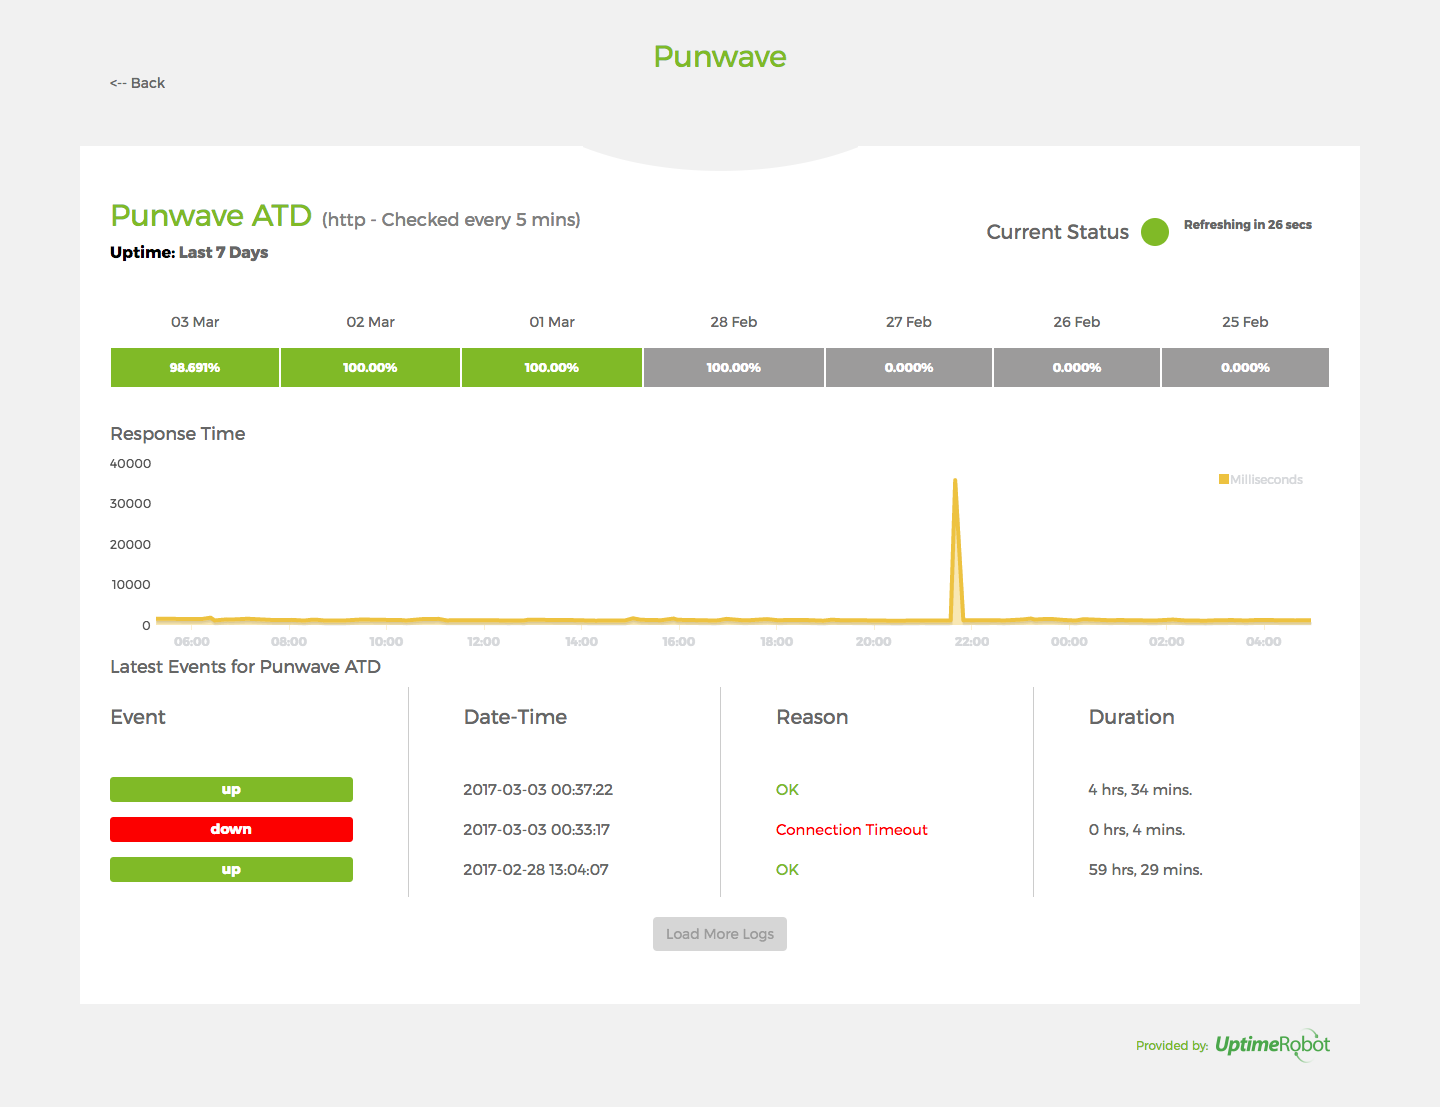 Punwave
<-- Back
Punwave ATD (http - Checked every 5 mins)
Current Status
Refreshing in 26 secs
Uptime: Last 7 Days
03 Mar 02 Mar 01 Mar 28 Feb 27 Feb 26 Feb 25 Feb
98.691% 100.00% 100.00% 100.00% 0.000% 0.000% 0.000%
Response Time
40000
Milliseconds
30000
20000
10000
0
06:00 08:00 10:00 12:00 14:00 16:00 18:00 20:00 22:00 00:00 02:00 04:00
Latest Events for Punwave ATD
Event Date-Time Reason Duration
up 2017-03-03 00:37:22 OK 4 hrs, 34 mins.
down 2017-03-03 00:33:17 Connection Timeout 0 hrs, 4 mins.
up 2017-02-28 13:04:07 OK 59 hrs, 29 mins.
Load More Logs
Provided by: UptimeRobot